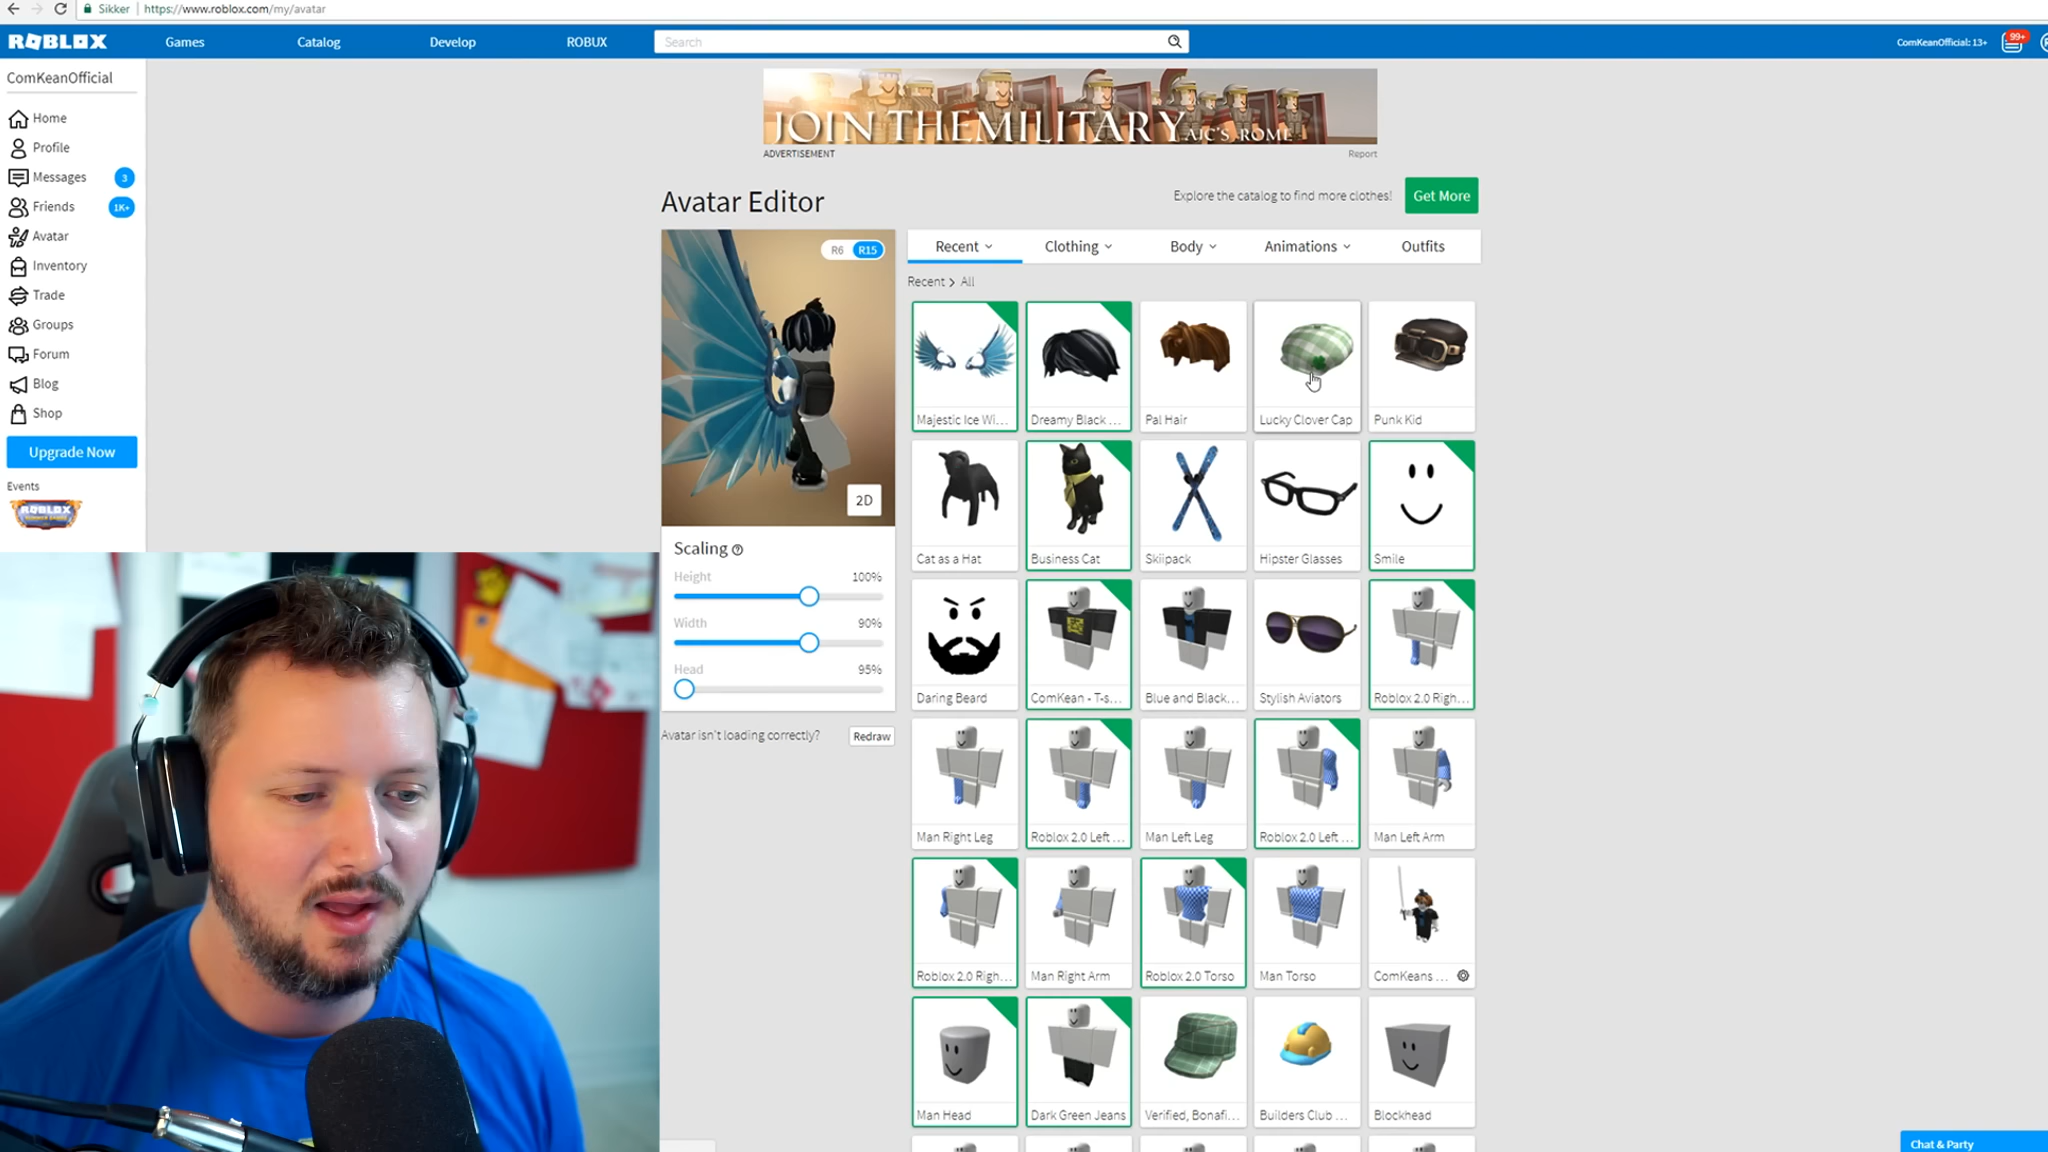 Sikker https://www.roblox.com/my/avatar
ROBLOX Games Catalog Develop ROBUX Search ComKeanOfficial: 13+ 99+
ComKeanOfficial
Home
Profile
Messages 3
Friends 1K+
Avatar
Inventory
Trade
Groups
Forum
Blog
Shop
Upgrade Now
Events
ROBLOX
JOIN THE MILITARY AJC'S ROME
ADVERTISEMENT Report
Avatar Editor
Explore the catalog to find more clothes! Get More
R6 R15
2D
Scaling
Height 100%
Width 90%
Head 95%
Avatar isn't loading correctly? Redraw
Recent Clothing Body Animations Outfits
Recent > All
Majestic Ice Wi... Dreamy Black ... Pal Hair Lucky Clover Cap Punk Kid
Cat as a Hat Business Cat Skiipack Hipster Glasses Smile
Daring Beard ComKean - T-s... Blue and Black... Stylish Aviators Roblox 2.0 Righ...
Man Right Leg Roblox 2.0 Left ... Man Left Leg Roblox 2.0 Left ... Man Left Arm
Roblox 2.0 Righ... Man Right Arm Roblox 2.0 Torso Man Torso ComKeans ...
Man Head Dark Green Jeans Verified, Bonafi... Builders Club ... Blockhead
Chat & Party